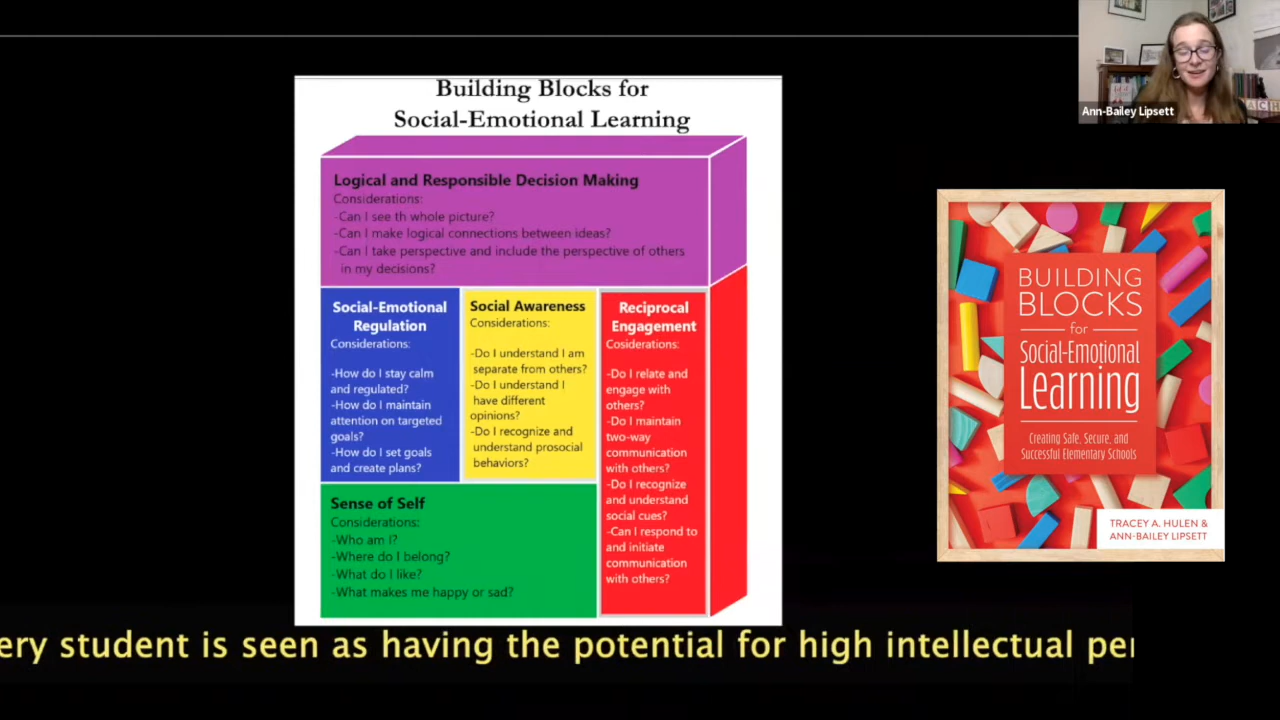 Building Blocks for
Social-Emotional Learning
Logical and Responsible Decision Making
Considerations:
-Can I see th whole picture?
-Can I make logical connections between ideas?
-Can I take perspective and include the perspective of others
in my decisions?
Social-Emotional
Regulation
Considerations:
-How do I stay calm
and regulated?
-How do I maintain
attention on targeted
goals?
-How do I set goals
and create plans?
Social Awareness
Considerations:
-Do I understand I am
separate from others?
-Do I understand I
have different
opinions?
-Do I recognize and
understand prosocial
behaviors?
Reciprocal
Engagement
Cosiderations:
-Do I relate and
engage with
others?
-Do I maintain
two-way
communication
with others?
-Do I recognize
and understand
social cues?
-Can I respond to
and initiate
communication
with others?
Sense of Self
Considerations:
-Who am I?
-Where do I belong?
-What do I like?
-What makes me happy or sad?
Ann-Bailey Lipsett
BUILDING
BLOCKS
for
Social-Emotional
Learning
Creating Safe, Secure, and
Successful Elementary Schools
TRACEY A. HULEN &
ANN-BAILEY LIPSETT
ery student is seen as having the potential for high intellectual per